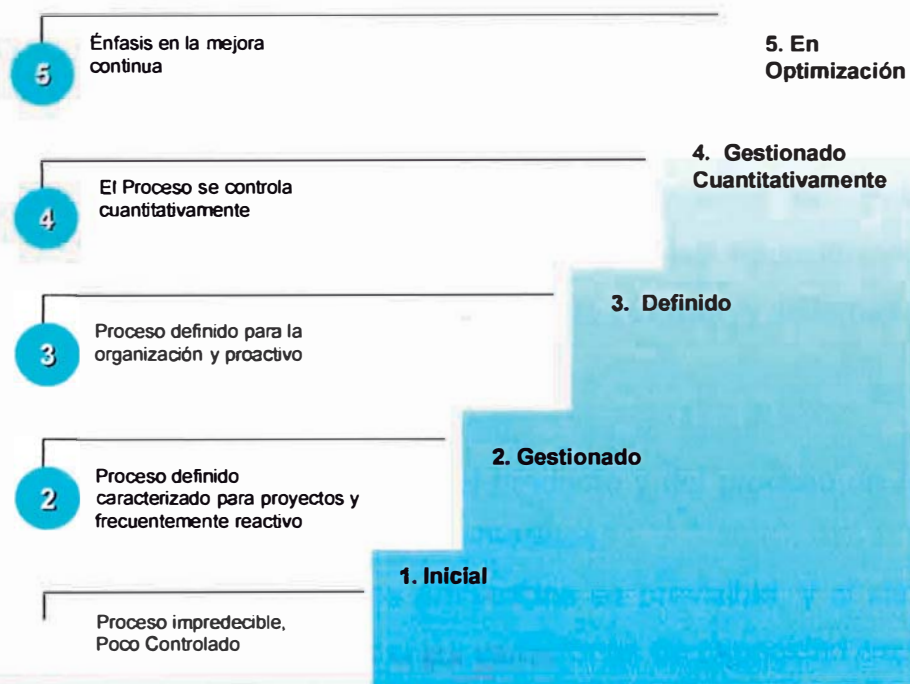 5
Énfasis en la mejora
continua
5. En
Optimización
4
El Proceso se controla
cuantitativamente
4. Gestionado
Cuantitativamente
3
Proceso definido para la
organización y proactivo
3. Definido
2
Proceso definido
caracterizado para proyectos y
frecuentemente reactivo
2. Gestionado
Proceso impredecible,
Poco Controlado
1. Inicial